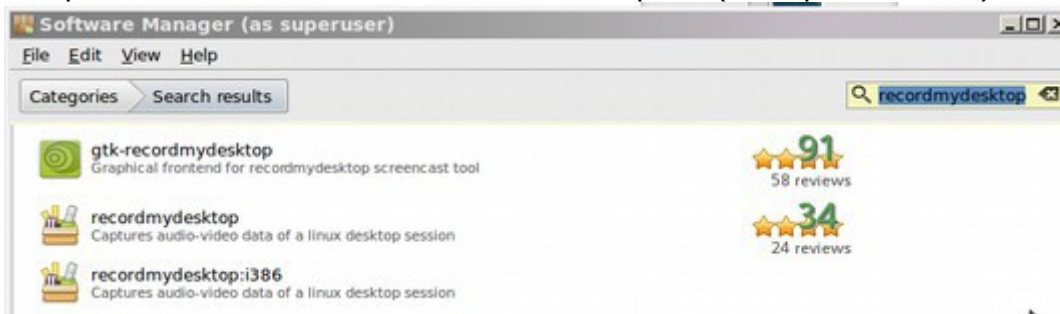 Software Manager (as superuser)
File Edit View Help
Categories Search results recordmydesktop
gtk-recordmydesktop
Graphical frontend for recordmydesktop screencast tool
91
58 reviews
recordmydesktop
Captures audio-video data of a linux desktop session
34
24 reviews
recordmydesktop:i386
Captures audio-video data of a linux desktop session